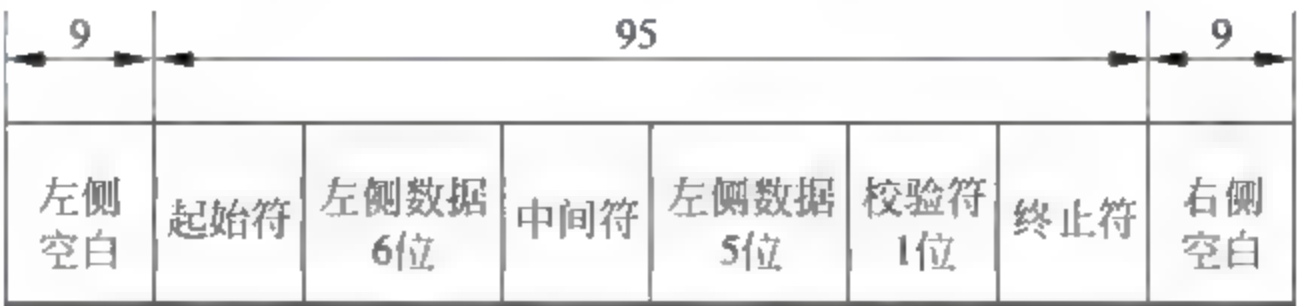 9 95 9
左侧 空白
起始符
左侧数据 6位
中间符
左侧数据 5位
校验符 1位
终止符
右侧 空白